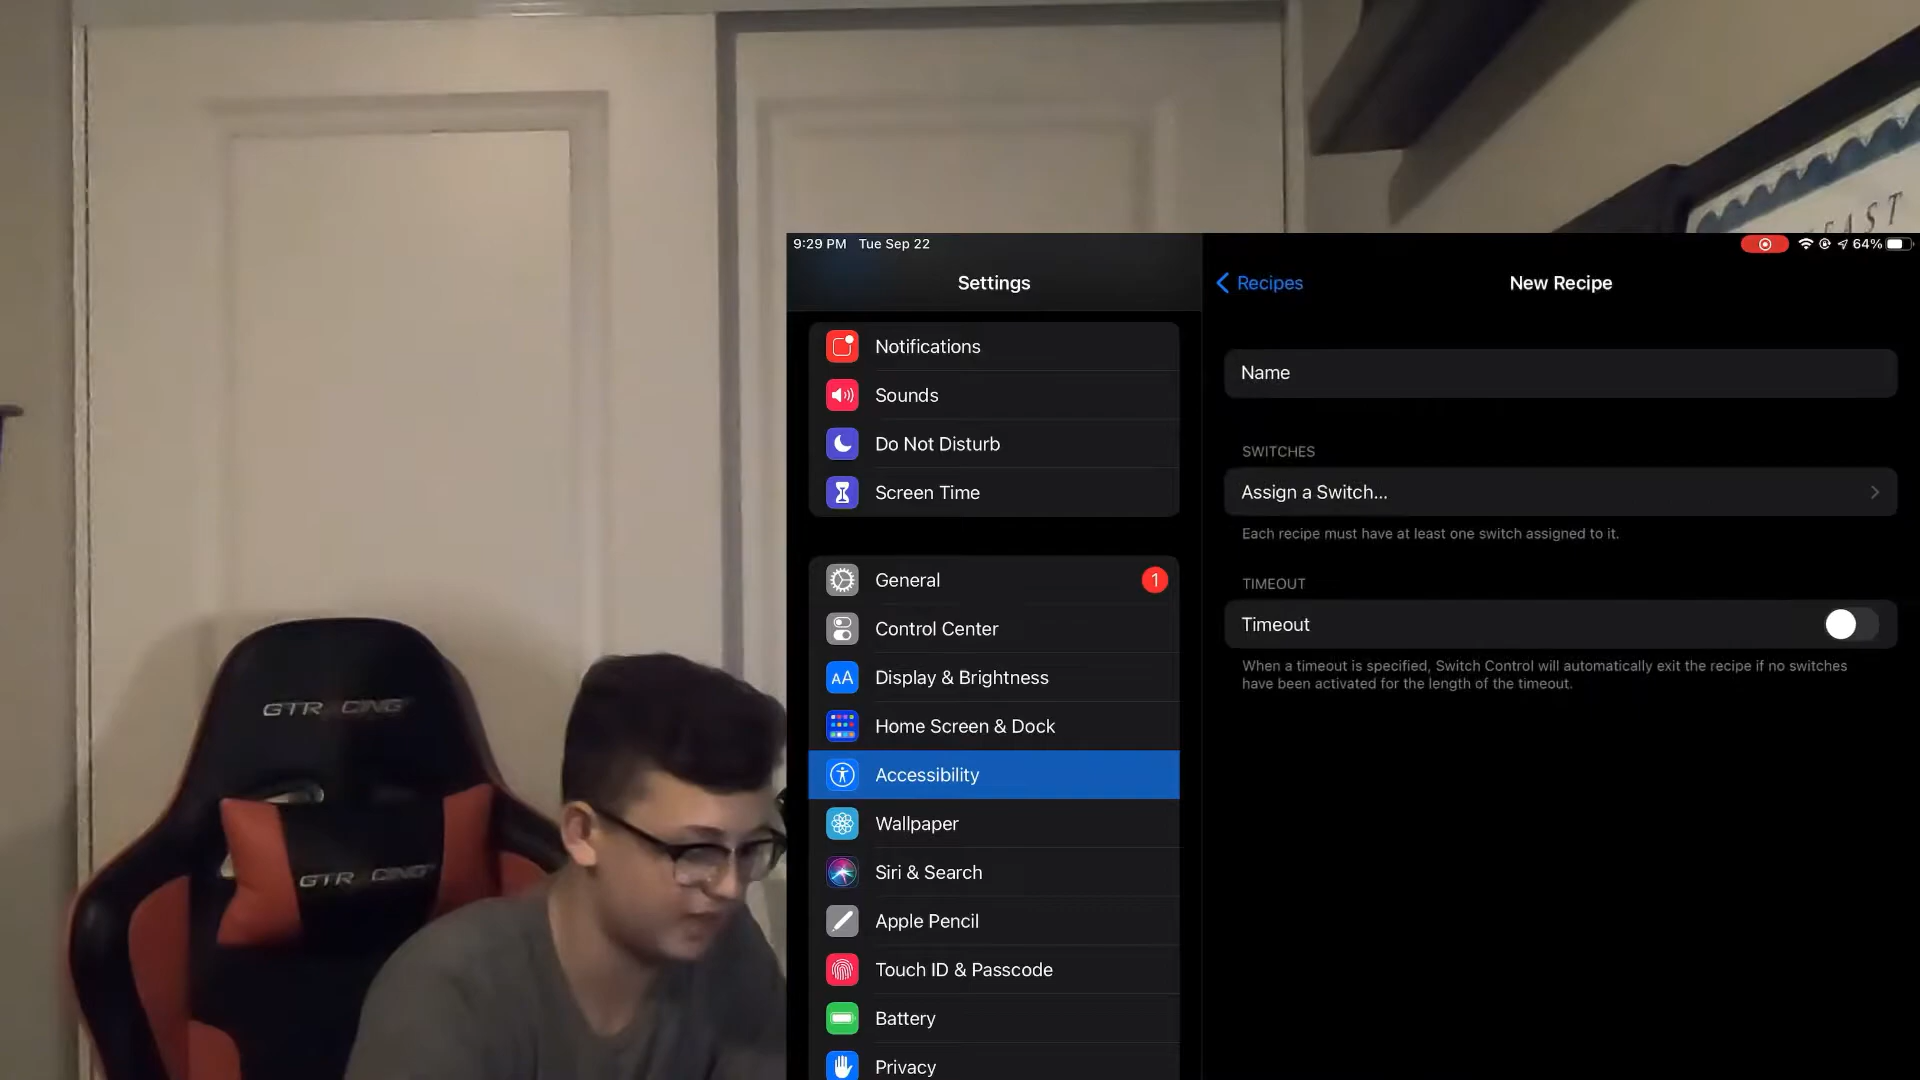 EAST
9:29 PM Tue Sep 22
64%
Settings
Recipes
New Recipe
Notifications
Name
Sounds
Do Not Disturb
SWITCHES
Screen Time
Assign a Switch...
Each recipe must have at least one switch assigned to it.
General
1
TIMEOUT
Control Center
Timeout
When a timeout is specified, Switch Control will automatically exit the recipe if no switches
have been activated for the length of the timeout.
Display & Brightness
AA
Home Screen & Dock
Accessibility
Wallpaper
Siri & Search
Apple Pencil
Touch ID & Passcode
Battery
Privacy
GTRACING
GTRACING